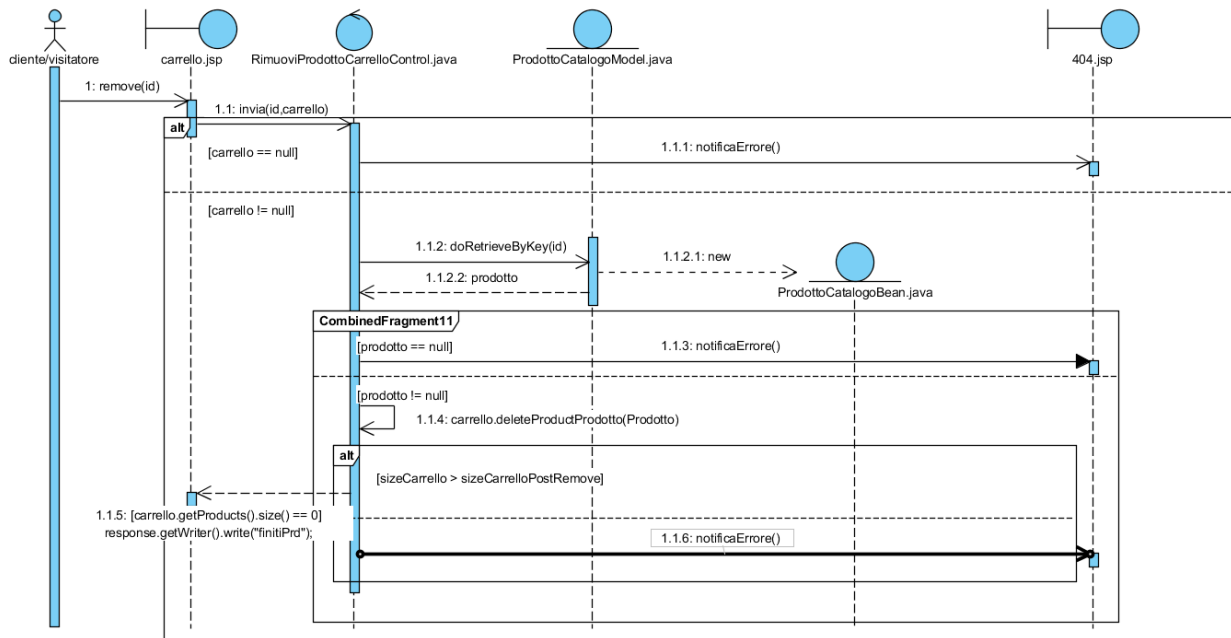 cliente/visitatore
carrello.jsp
RimuoviProdottoCarrelloControl.java
ProdottoCatalogoModel.java
404.jsp
1: remove(id)
1.1: invia(id,carrello)
alt
[carrello == null]
1.1.1: notificaErrore()
[carrello != null]
1.1.2: doRetrieveByKey(id)
1.1.2.1: new
1.1.2.2: prodotto
ProdottoCatalogoBean.java
CombinedFragment11
[prodotto == null]
1.1.3: notificaErrore()
[prodotto != null]
1.1.4: carrello.deleteProductProdotto(Prodotto)
alt
[sizeCarrello > sizeCarrelloPostRemove]
1.1.5: [carrello.getProducts().size() == 0]
response.getWriter().write("finitiPrd");
1.1.6: notificaErrore()